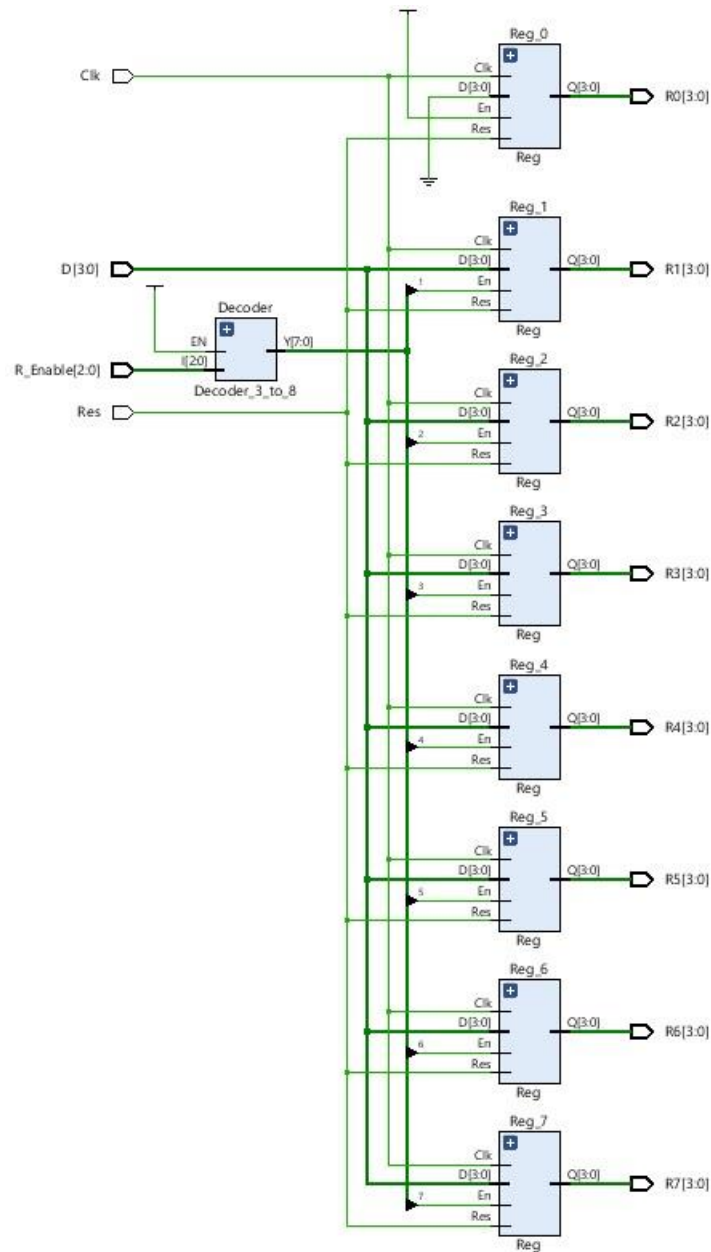 Reg_0
Clk
Clk
D[3:0]
Q[3:0]
R0[3:0]
En
Res
Reg
Reg_1
Clk
D[3:0]
D[3:0]
Q[3:0]
R1[3:0]
1
En
Res
Reg
Decoder
EN
Y[7:0]
R_Enable[2:0]
I[2:0]
Decoder_3_to_8
Res
Reg_2
Clk
D[3:0]
Q[3:0]
R2[3:0]
2
En
Res
Reg
Reg_3
Clk
D[3:0]
Q[3:0]
R3[3:0]
3
En
Res
Reg
Reg_4
Clk
D[3:0]
Q[3:0]
R4[3:0]
4
En
Res
Reg
Reg_5
Clk
D[3:0]
Q[3:0]
R5[3:0]
5
En
Res
Reg
Reg_6
Clk
D[3:0]
Q[3:0]
R6[3:0]
6
En
Res
Reg
Reg_7
Clk
D[3:0]
Q[3:0]
R7[3:0]
7
En
Res
Reg